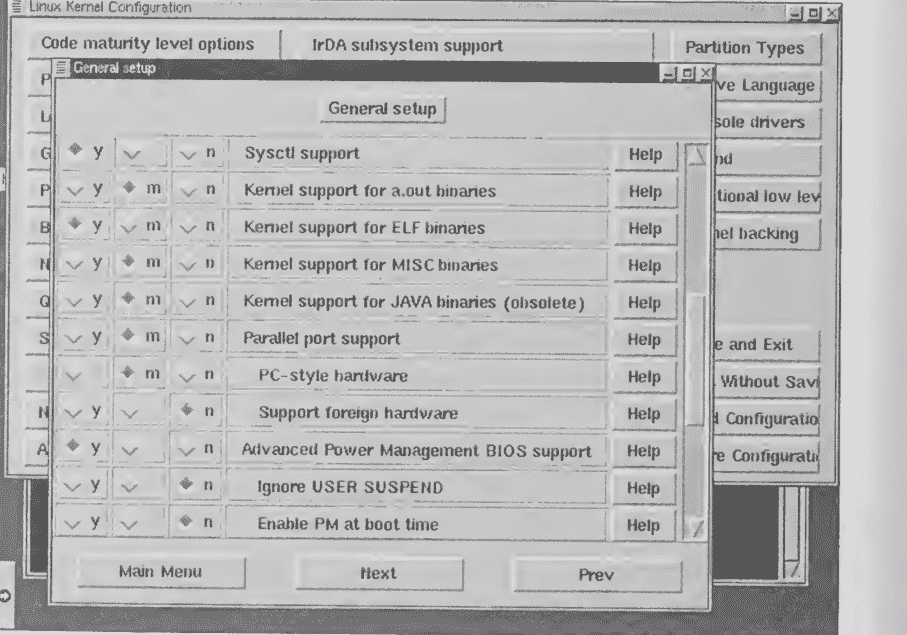 Linux Kernel Configuration
Code maturity level options
IrDA subsystem support
Partition Types
General setup
General setup
y n Sysctl support Help
y m n Kernel support for a.out binaries Help
y m n Kernel support for ELF binaries Help
y m n Kernel support for MISC binaries Help
y m n Kernel support for JAVA binaries (obsolete) Help
y m n Parallel port support Help
m n PC-style hardware Help
y n Support foreign hardware Help
y n Advanced Power Management BIOS support Help
y n Ignore USER SUSPEND Help
y n Enable PM at boot time Help
Main Menu
Next
Prev
P
L
G
P
B
N
Q
S
N
A
ve Language
sole drivers
nd
tional low lev
nel hacking
e and Exit
Without Savi
d Configuratio
re Configurati